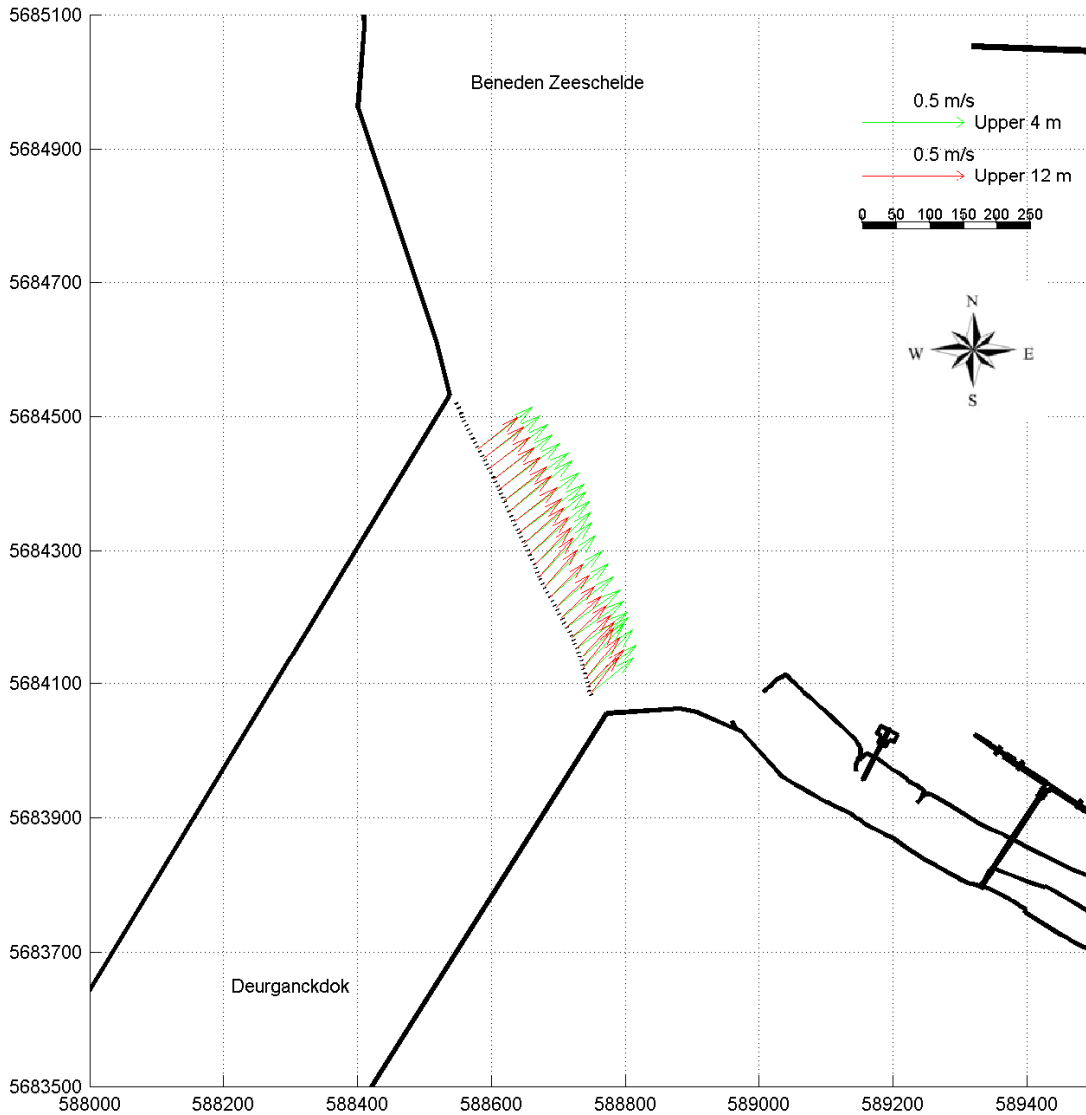 5685100
Beneden Zeeschelde
0.5 m/s
Upper 4 m
5684900
0.5 m/s
Upper 12 m
0 50 100 150 200 250
5684700
N
W E
S
5684500
5684300
5684100
5683900
5683700
Deurganckdok
5683500
588000 588200 588400 588600 588800 589000 589200 589400